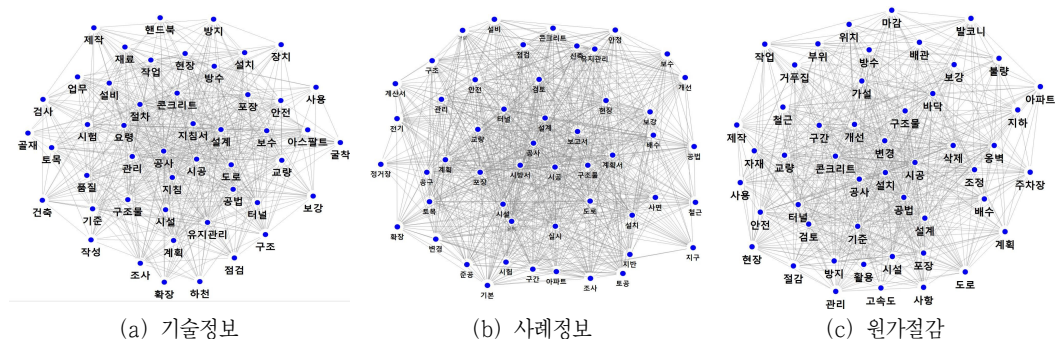 핸드북 방지
제작
재료 현장 설치 장치
작업 방수
업무 설비 콘크리트 포장 사용
검사 절차 안전
시험 요령 지침서 설계 보수 아스팔트
골재 토목 굴착
관리 공사 시공 도로 교량
품질 지침
건축 기준 구조물 시설 공법 터널 보강
유지관리
작성 계획 구조
조사 점검
확장 하천
설비 콘크리트 안정
점검 신축 유지관리 보수
구조
계산서 안전 검토 개선
관리 현장
전기 터널 보강
교량 설계 보고서 배수
공사 공법
정거장 계획 시방서 시공 구조물 계획서
공구 포장
토목 시설 도로 사면 철근
확장 실시 설치
변경 지구
준공 시험 지반
기본 구간 아파트 조사 토공
마감
위치 발코니
작업 부위 방수 배관
거푸집 가설 보강 불량
바닥 아파트
철근 구조물 지하
제작 구간 개선
자재 변경 삭제 옹벽
교량 콘크리트 시공
사용 공사 설치 조정 주차장
안전 터널 공법 배수
검토 기준 설계
현장 계획
절감 방지 활용 시설 포장 도로
관리 고속도 사항
(a) 기술정보 (b) 사례정보 (c) 원가절감